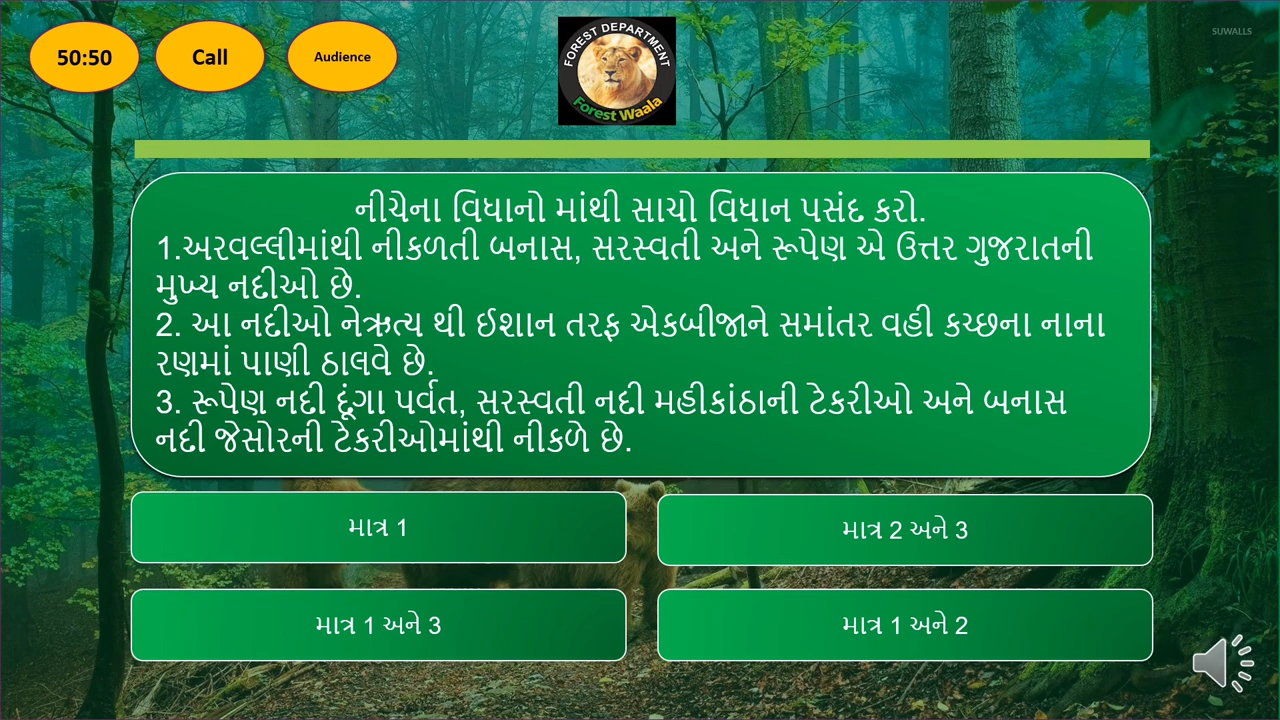 50:50
Call
Audience
FOREST DEPARTMENT
Forest Waala
SUWALLS
નીચેના વિધાનો માંથી સાચો વિધાન પસંદ કરો.
1.અરવલ્લીમાંથી નીકળતી બનાસ, સરસ્વતી અને રૂપેણ એ ઉત્તર ગુજરાતની
મુખ્ય નદીઓ છે.
2. આ નદીઓ નેઋત્ય થી ઈશાન તરફ એકબીજાને સમાંતર વહી કચ્છના નાના
રણમાં પાણી ઠાલવે છે.
3. રૂપેણ નદી દૂંગા પર્વત, સરસ્વતી નદી મહીકાંઠાની ટેકરીઓ અને બનાસ
નદી જેસોરની ટેકરીઓમાંથી નીકળે છે.
માત્ર 1
માત્ર 2 અને 3
માત્ર 1 અને 3
માત્ર 1 અને 2